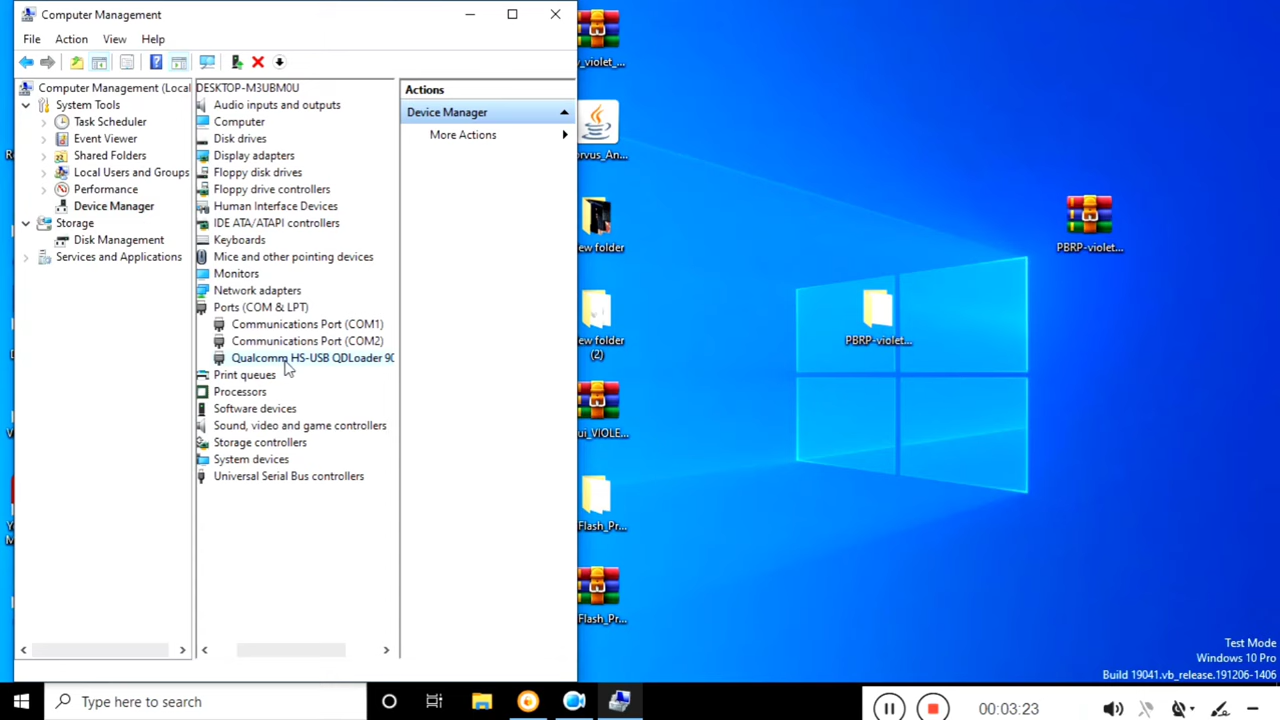 Computer Management
File Action View Help
Computer Management (Local
System Tools
Task Scheduler
Event Viewer
Shared Folders
Local Users and Groups
Performance
Device Manager
Storage
Disk Management
Services and Applications
DESKTOP-M3UBM0U
Audio inputs and outputs
Computer
Disk drives
Display adapters
Floppy disk drives
Floppy drive controllers
Human Interface Devices
IDE ATA/ATAPI controllers
Keyboards
Mice and other pointing devices
Monitors
Network adapters
Ports (COM & LPT)
Communications Port (COM1)
Communications Port (COM2)
Qualcomm HS-USB QDLoader 90
Print queues
Processors
Software devices
Sound, video and game controllers
Storage controllers
System devices
Universal Serial Bus controllers
Actions
Device Manager
More Actions
y_violet_...
orvus_An...
ew folder
ew folder
(2)
ui_VIOLE...
Flash_Pr...
Flash_Pr...
PBRP-violet...
PBRP-violet...
Test Mode
Windows 10 Pro
Build 19041.vb_release.191206-1406
Type here to search
00:03:23